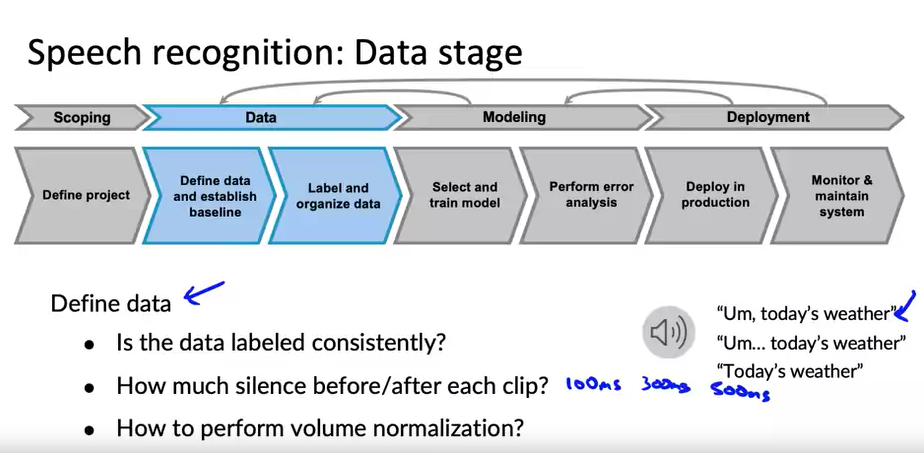 Speech recognition: Data stage
Scoping
Data
Modeling
Deployment
Define project
Define data
and establish
baseline
Label and
organize data
Select and
train model
Perform error
analysis
Deploy in
production
Monitor &
maintain
system
Define data
• Is the data labeled consistently?
• How much silence before/after each clip? 100ms 300ms 500ms
• How to perform volume normalization?
“Um, today’s weather”
“Um... today’s weather”
“Today’s weather”